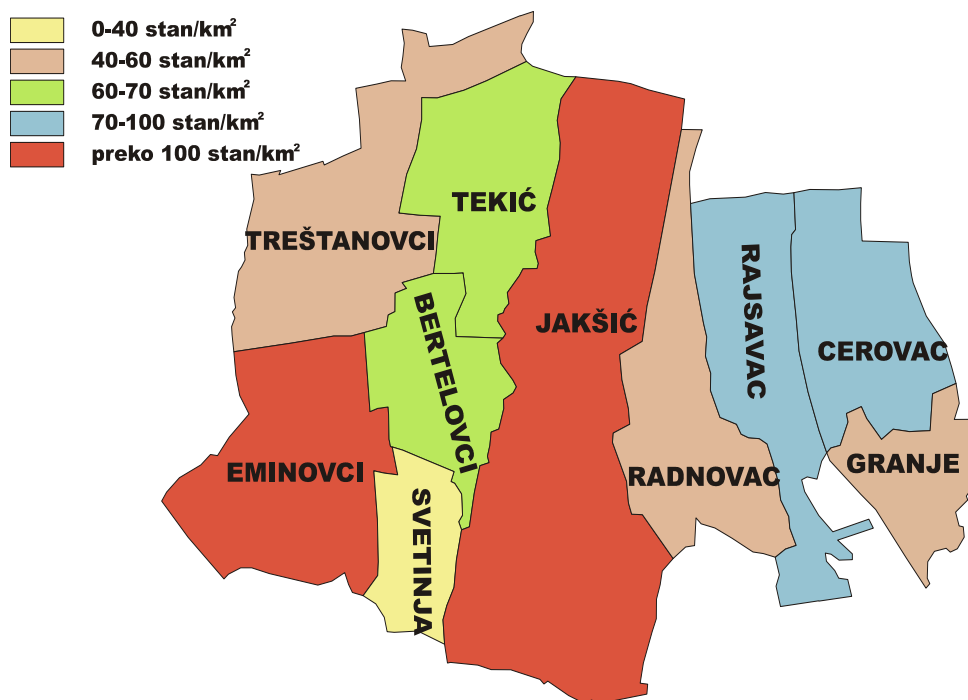 0-40 stan/km²
40-60 stan/km²
60-70 stan/km²
70-100 stan/km²
preko 100 stan/km²
TEKIĆ
TREŠTANOVCI
RAJSAVAC
BERTELOVCI
JAKŠIĆ
CEROVAC
EMINOVCI
RADNOVAC
GRANJE
SVETINJA